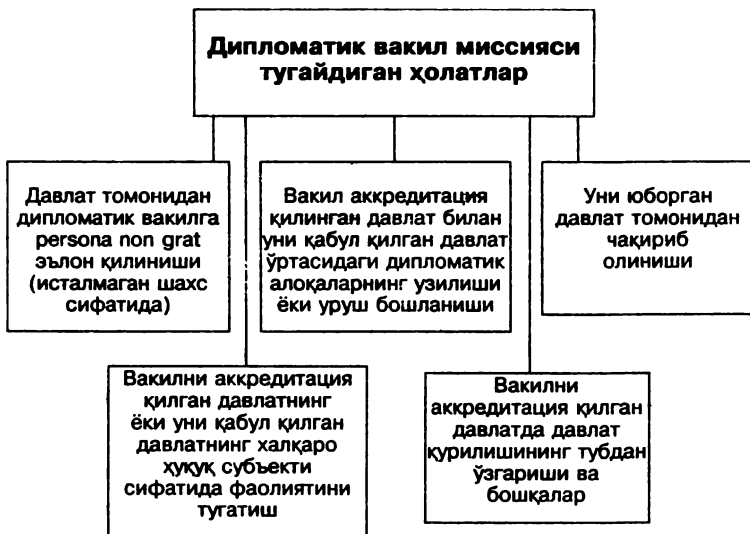 Дипломатик вакил миссияси
тугайдиган ҳолатлар
Давлат томонидан
дипломатик вакилга
persona non grat
эълон қилиниши
(исталмаган шахс
сифатида)
Вакил аккредитация
қилинган давлат билан
уни қабул қилган давлат
ўртасидаги дипломатик
алоқаларнинг узилиши
ёки уруш бошланиши
Уни юборган
давлат томонидан
чақириб
олиниши
Вакилни аккредитация
қилган давлатнинг
ёки уни қабул қилган
давлатнинг халқаро
ҳуқуқ субъекти
сифатида фаолиятини
тугатиш
Вакилни
аккредитация қилган
давлатда давлат
қурилишининг тубдан
ўзгариши ва
бошқалар